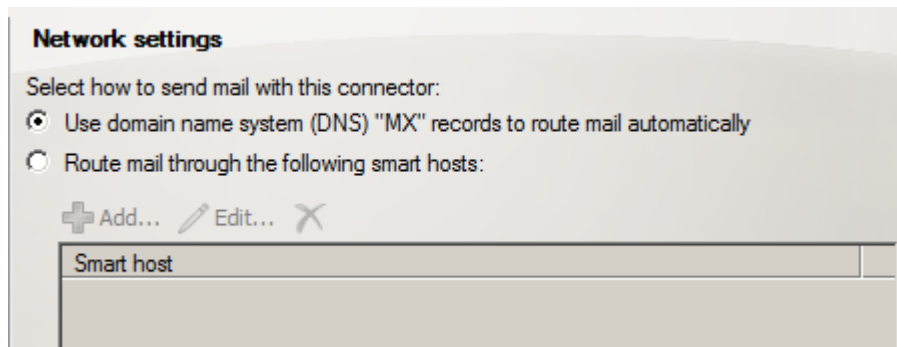 Network settings
Select how to send mail with this connector:
Use domain name system (DNS) "MX" records to route mail automatically
Route mail through the following smart hosts:
Add... Edit...
Smart host